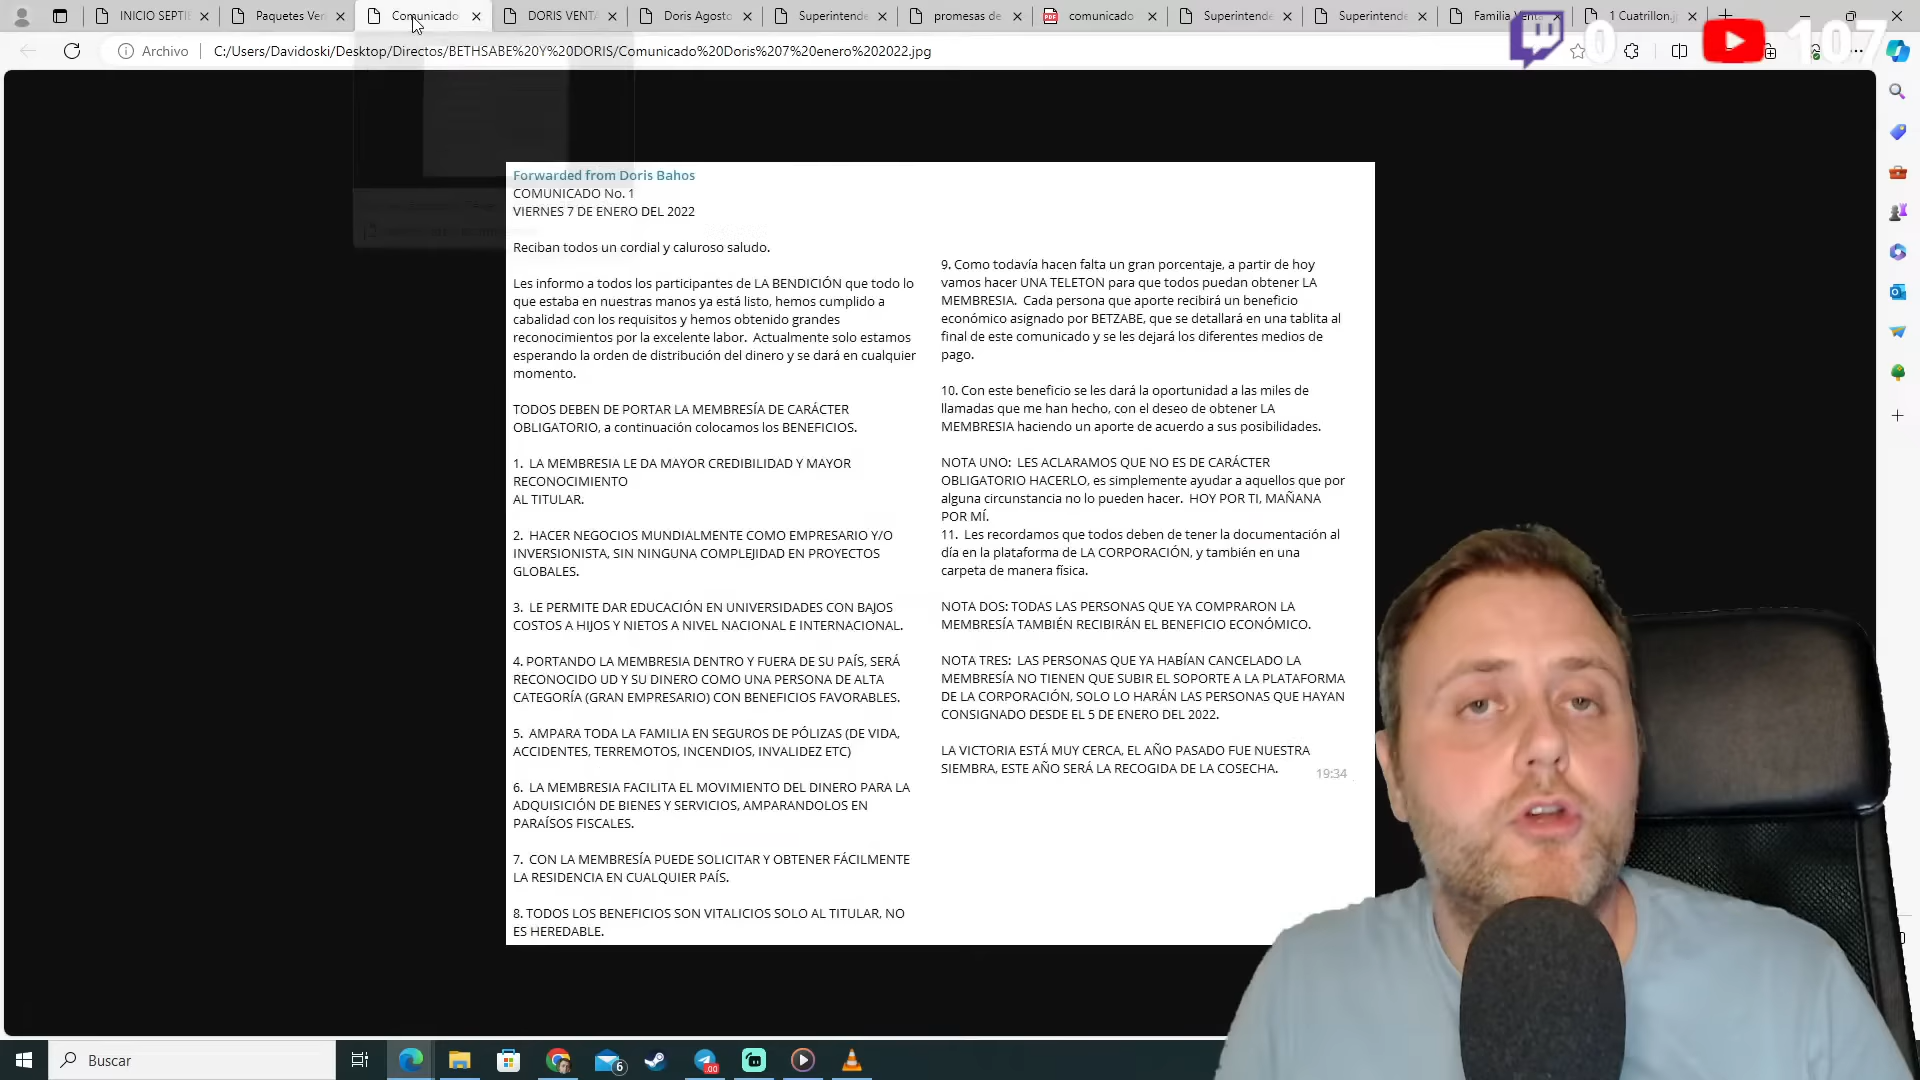 INICIO SEPTI
Paquetes Ven
Comunicado
DORIS VENTA
Doris Agosto
Superintende
promesas de
comunicado
Superintende
Superintende
Familia Venta
1 Cuatrillon.j
Archivo
C:/Users/Davidoski/Desktop/Directos/BETHSABE%20Y%20DORIS/Comunicado%20Doris%207%20enero%202022.jpg
0
107
Forwarded from Doris Bahos
COMUNICADO No. 1
VIERNES 7 DE ENERO DEL 2022
Reciban todos un cordial y caluroso saludo.
Les informo a todos los participantes de LA BENDICIÓN que todo lo
que estaba en nuestras manos ya está listo, hemos cumplido a
cabalidad con los requisitos y hemos obtenido grandes
reconocimientos por la excelente labor. Actualmente solo estamos
esperando la orden de distribución del dinero y se dará en cualquier
momento.
TODOS DEBEN DE PORTAR LA MEMBRESÍA DE CARÁCTER
OBLIGATORIO, a continuación colocamos los BENEFICIOS.
1. LA MEMBRESIA LE DA MAYOR CREDIBILIDAD Y MAYOR
RECONOCIMIENTO
AL TITULAR.
2. HACER NEGOCIOS MUNDIALMENTE COMO EMPRESARIO Y/O
INVERSIONISTA, SIN NINGUNA COMPLEJIDAD EN PROYECTOS
GLOBALES.
3. LE PERMITE DAR EDUCACIÓN EN UNIVERSIDADES CON BAJOS
COSTOS A HIJOS Y NIETOS A NIVEL NACIONAL E INTERNACIONAL.
4. PORTANDO LA MEMBRESIA DENTRO Y FUERA DE SU PAÍS, SERÁ
RECONOCIDO UD Y SU DINERO COMO UNA PERSONA DE ALTA
CATEGORÍA (GRAN EMPRESARIO) CON BENEFICIOS FAVORABLES.
5. AMPARA TODA LA FAMILIA EN SEGUROS DE PÓLIZAS (DE VIDA,
ACCIDENTES, TERREMOTOS, INCENDIOS, INVALIDEZ ETC)
6. LA MEMBRESIA FACILITA EL MOVIMIENTO DEL DINERO PARA LA
ADQUISICIÓN DE BIENES Y SERVICIOS, AMPARANDOLOS EN
PARAÍSOS FISCALES.
7. CON LA MEMBRESÍA PUEDE SOLICITAR Y OBTENER FÁCILMENTE
LA RESIDENCIA EN CUALQUIER PAÍS.
8. TODOS LOS BENEFICIOS SON VITALICIOS SOLO AL TITULAR, NO
ES HEREDABLE.
9. Como todavía hacen falta un gran porcentaje, a partir de hoy
vamos hacer UNA TELETON para que todos puedan obtener LA
MEMBRESIA. Cada persona que aporte recibirá un beneficio
económico asignado por BETZABE, que se detallará en una tablita al
final de este comunicado y se les dejará los diferentes medios de
pago.
10. Con este beneficio se les dará la oportunidad a las miles de
llamadas que me han hecho, con el deseo de obtener LA
MEMBRESIA haciendo un aporte de acuerdo a sus posibilidades.
NOTA UNO: LES ACLARAMOS QUE NO ES DE CARÁCTER
OBLIGATORIO HACERLO, es simplemente ayudar a aquellos que por
alguna circunstancia no lo pueden hacer. HOY POR TI, MAÑANA
POR MÍ.
11. Les recordamos que todos deben de tener la documentación al
día en la plataforma de LA CORPORACIÓN, y también en una
carpeta de manera física.
NOTA DOS: TODAS LAS PERSONAS QUE YA COMPRARON LA
MEMBRESÍA TAMBIÉN RECIBIRÁN EL BENEFICIO ECONÓMICO.
NOTA TRES: LAS PERSONAS QUE YA HABÍAN CANCELADO LA
MEMBRESÍA NO TIENEN QUE SUBIR EL SOPORTE A LA PLATAFORMA
DE LA CORPORACIÓN, SOLO LO HARÁN LAS PERSONAS QUE HAYAN
CONSIGNADO DESDE EL 5 DE ENERO DEL 2022.
LA VICTORIA ESTÁ MUY CERCA, EL AÑO PASADO FUE NUESTRA
SIEMBRA, ESTE AÑO SERÁ LA RECOGIDA DE LA COSECHA.
19:34
Buscar
6